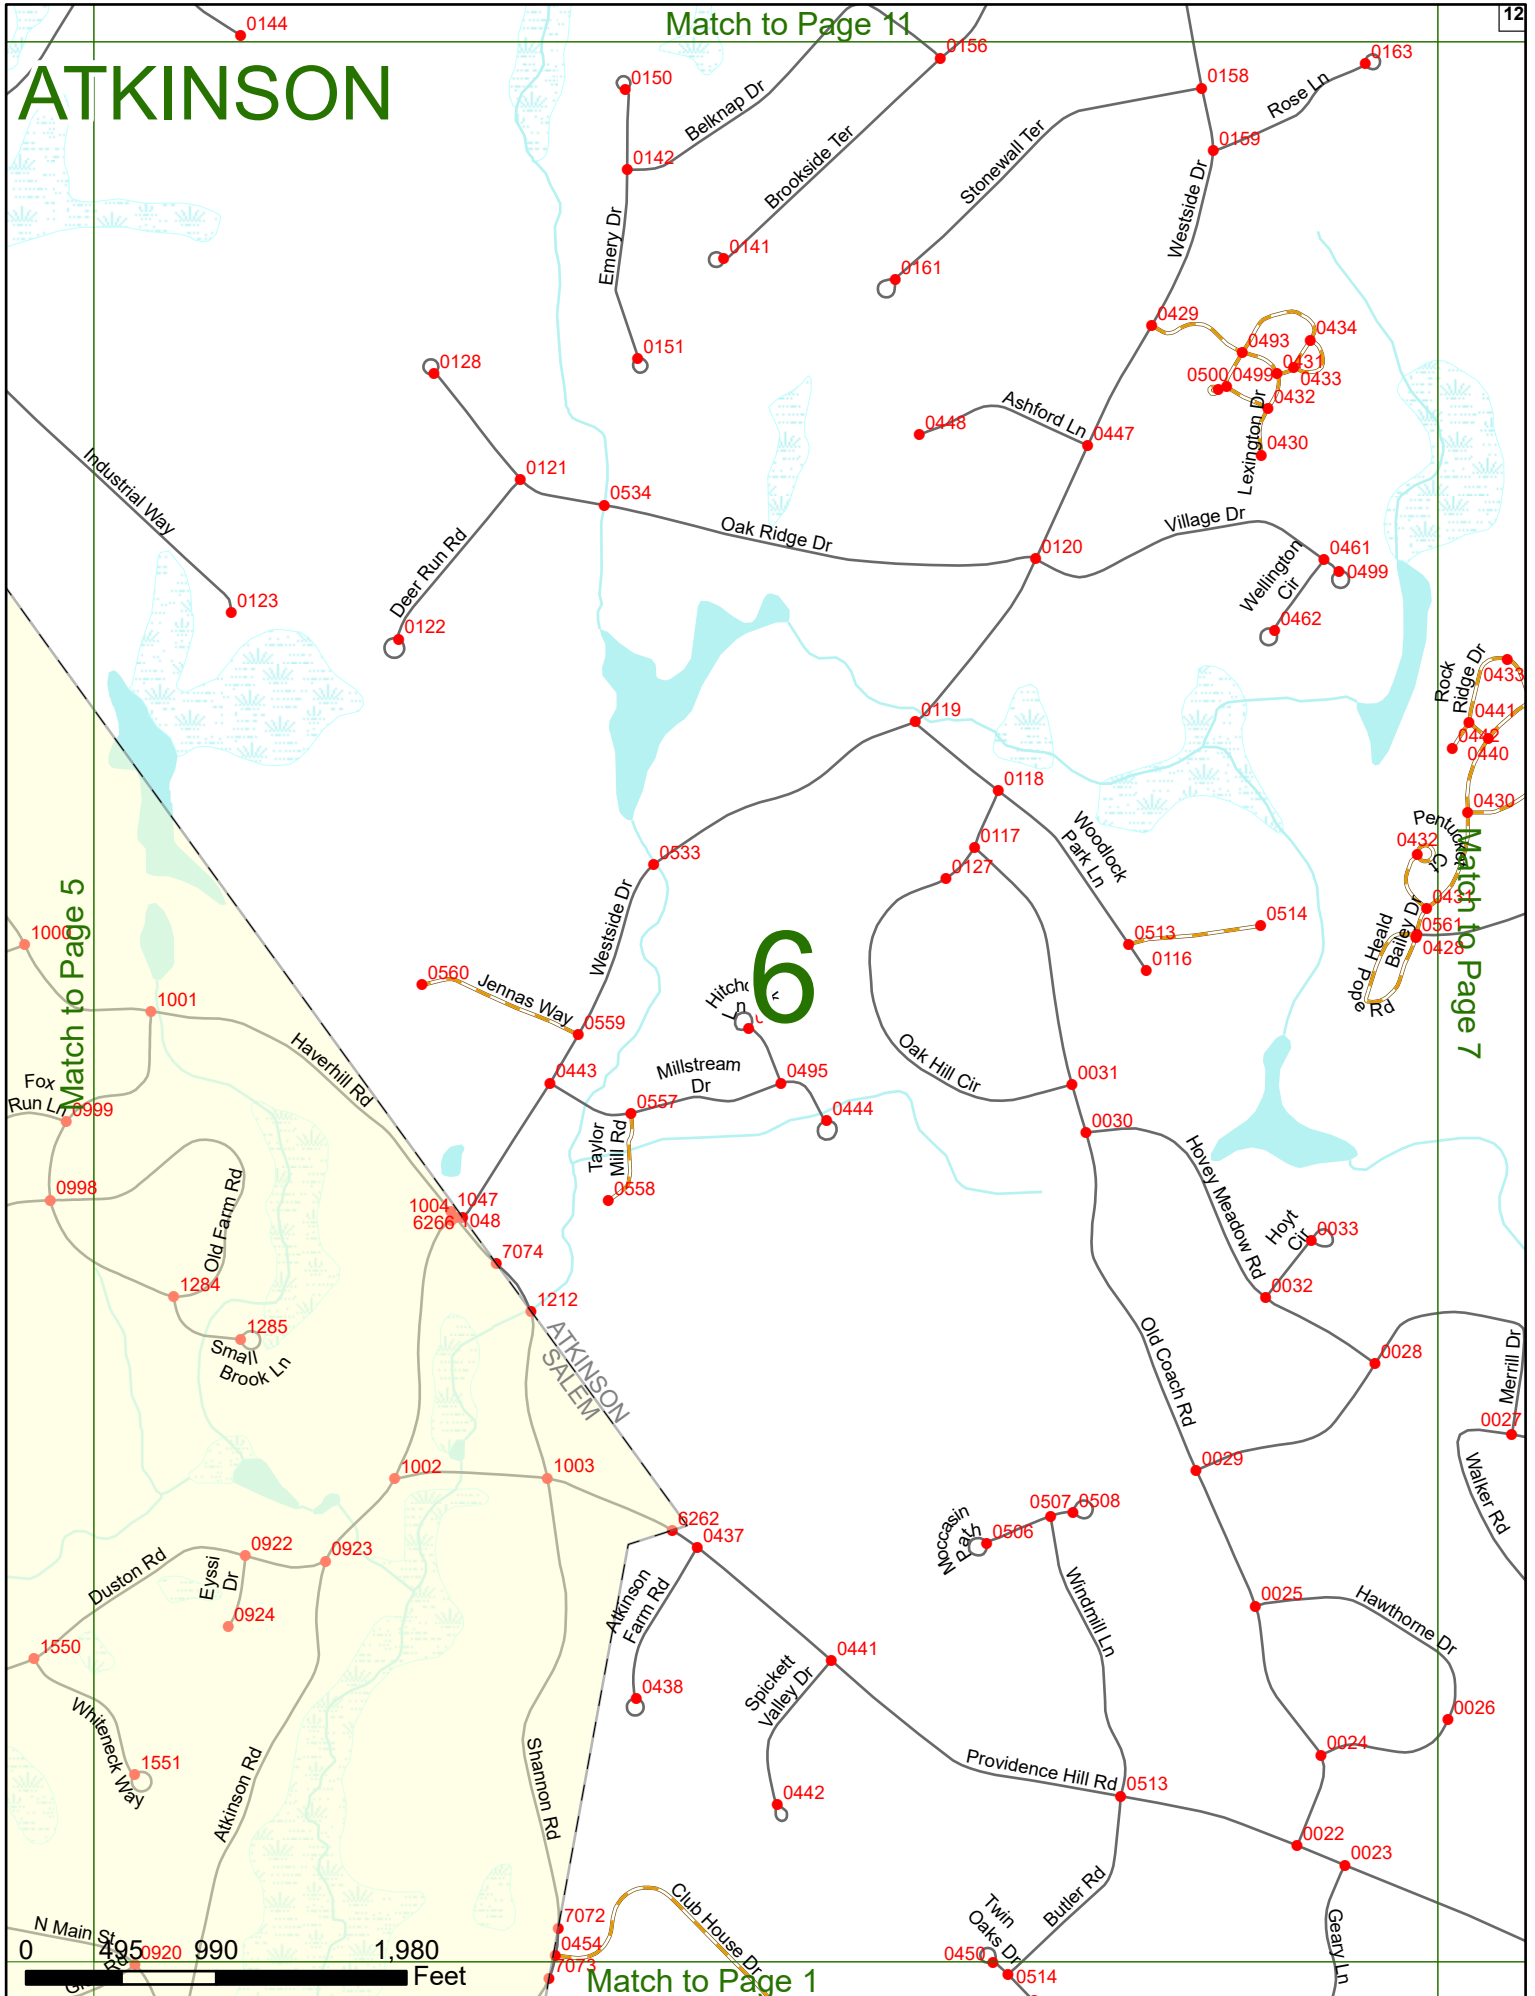 Match to Page 11
12
ATKINSON
0144
0156
0163
0150
Belknap Dr
0158
Rose Ln
0142
Brookside Ter
Stonewall Ter
0159
Westside Dr
Emery Dr
0141
0161
0151
0429
0434
0493
0431
0433
0500
0499
0432
0128
Ashford Ln
0448
0447
Lexington Dr
0430
Industrial Way
0121
0534
Oak Ridge Dr
Village Dr
0120
0461
0499
Wellington
Cir
0462
Deer Run Rd
0123
0122
Rock
Ridge Dr
0433
0441
0442
0440
0119
0118
0430
Woodlock
Park Ln
0117
0127
Pentucket
Ct
0432
0533
Westside Dr
Match to Page 5
Match to Page 7
0431
0561
0428
Bailey Dr
Heald
Pope
Rd
0514
0513
0116
1000
6
0560
Jennas Way
1001
0559
Ln
Haverhill Rd
Oak Hill Cir
Millstream
Dr
0443
0495
0031
Fox
Run Ln
0999
0557
0444
0030
Taylor
Mill Rd
Hovey Meadow Rd
0998
Old Farm Rd
0558
1004
1047
6266
1048
Hoyt
Cir
0033
7074
1284
0032
1212
1285
Small
Brook Ln
ATKINSON
SALEM
Old Coach Rd
0028
Merrill Dr
0027
1002
1003
0029
Walker Rd
6262
0437
Moccasin
Path
0506
0507
0508
Duston Rd
0922
0923
Eyssi
Dr
0924
Atkinson
Farm Rd
Windmill Ln
0025
Hawthorne Dr
1550
0441
Spickett
Valley Dr
0438
Whiteneck Way
0026
Shannon Rd
Atkinson Rd
0024
1551
Providence Hill Rd
0513
0442
0022
0023
Club House Dr
Butler Rd
Twin
Oaks Dr
Geary Ln
N Main St
7072
0454
7073
0920
0450
0514
0
495
990
1,980
Feet
Match to Page 1